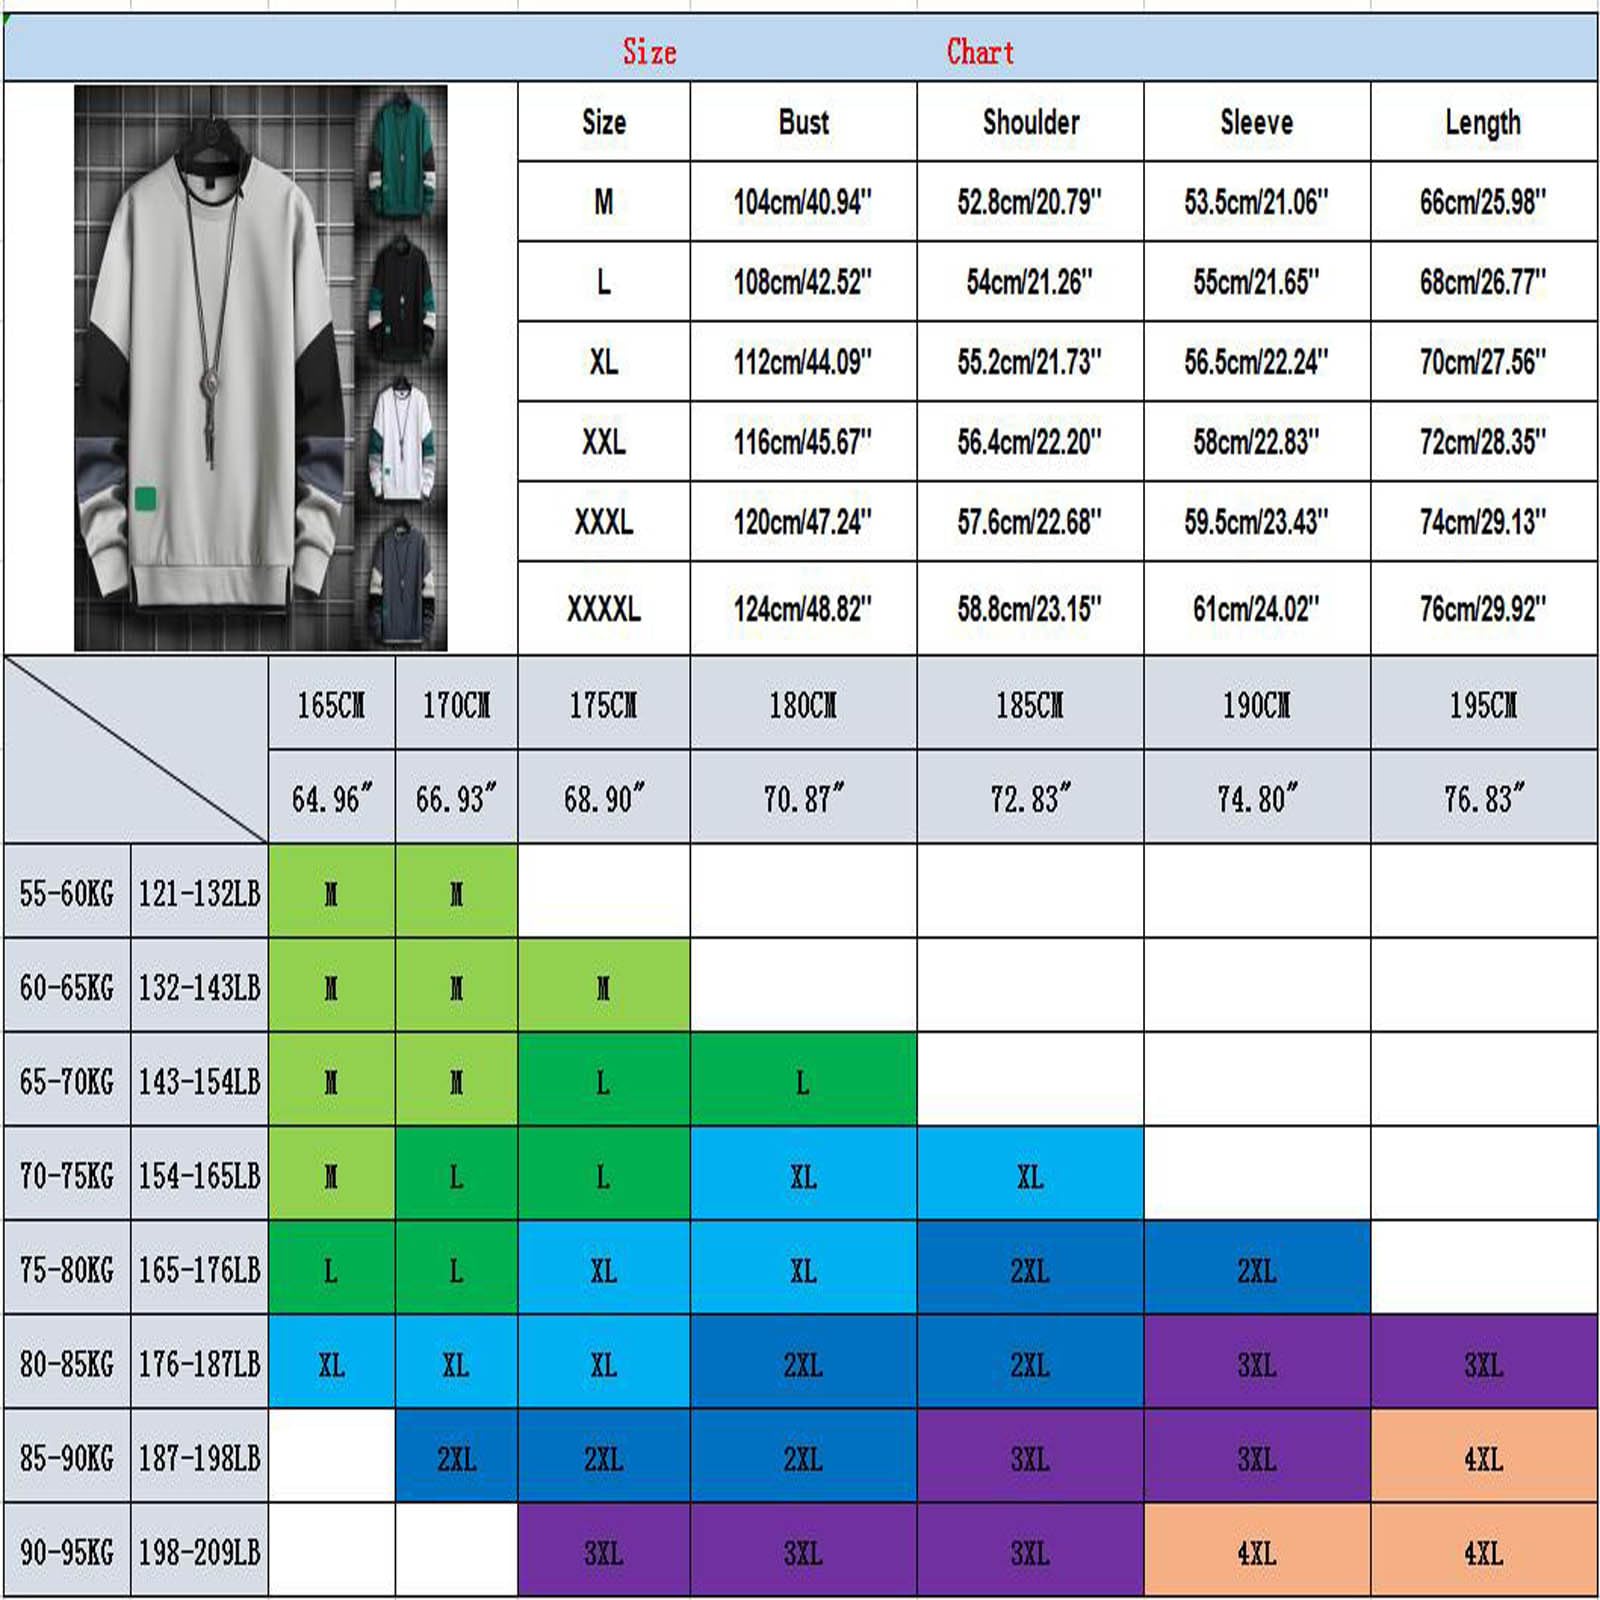 Size Chart
Size Bust Shoulder Sleeve Length
M 104cm/40.94'' 52.8cm/20.79'' 53.5cm/21.06'' 66cm/25.98''
L 108cm/42.52'' 54cm/21.26'' 55cm/21.65'' 68cm/26.77''
XL 112cm/44.09'' 55.2cm/21.73'' 56.5cm/22.24'' 70cm/27.56''
XXL 116cm/45.67'' 56.4cm/22.20'' 58cm/22.83'' 72cm/28.35''
XXXL 120cm/47.24'' 57.6cm/22.68'' 59.5cm/23.43'' 74cm/29.13''
XXXXL 124cm/48.82'' 58.8cm/23.15'' 61cm/24.02'' 76cm/29.92''
165CM 170CM 175CM 180CM 185CM 190CM 195CM
64.96″ 66.93″ 68.90″ 70.87″ 72.83″ 74.80″ 76.83″
55-60KG 121-132LB M M
60-65KG 132-143LB M M M
65-70KG 143-154LB M M L L
70-75KG 154-165LB M L L XL XL
75-80KG 165-176LB L L XL XL 2XL 2XL
80-85KG 176-187LB XL XL XL 2XL 2XL 3XL 3XL
85-90KG 187-198LB 2XL 2XL 2XL 3XL 3XL 4XL
90-95KG 198-209LB 3XL 3XL 3XL 4XL 4XL